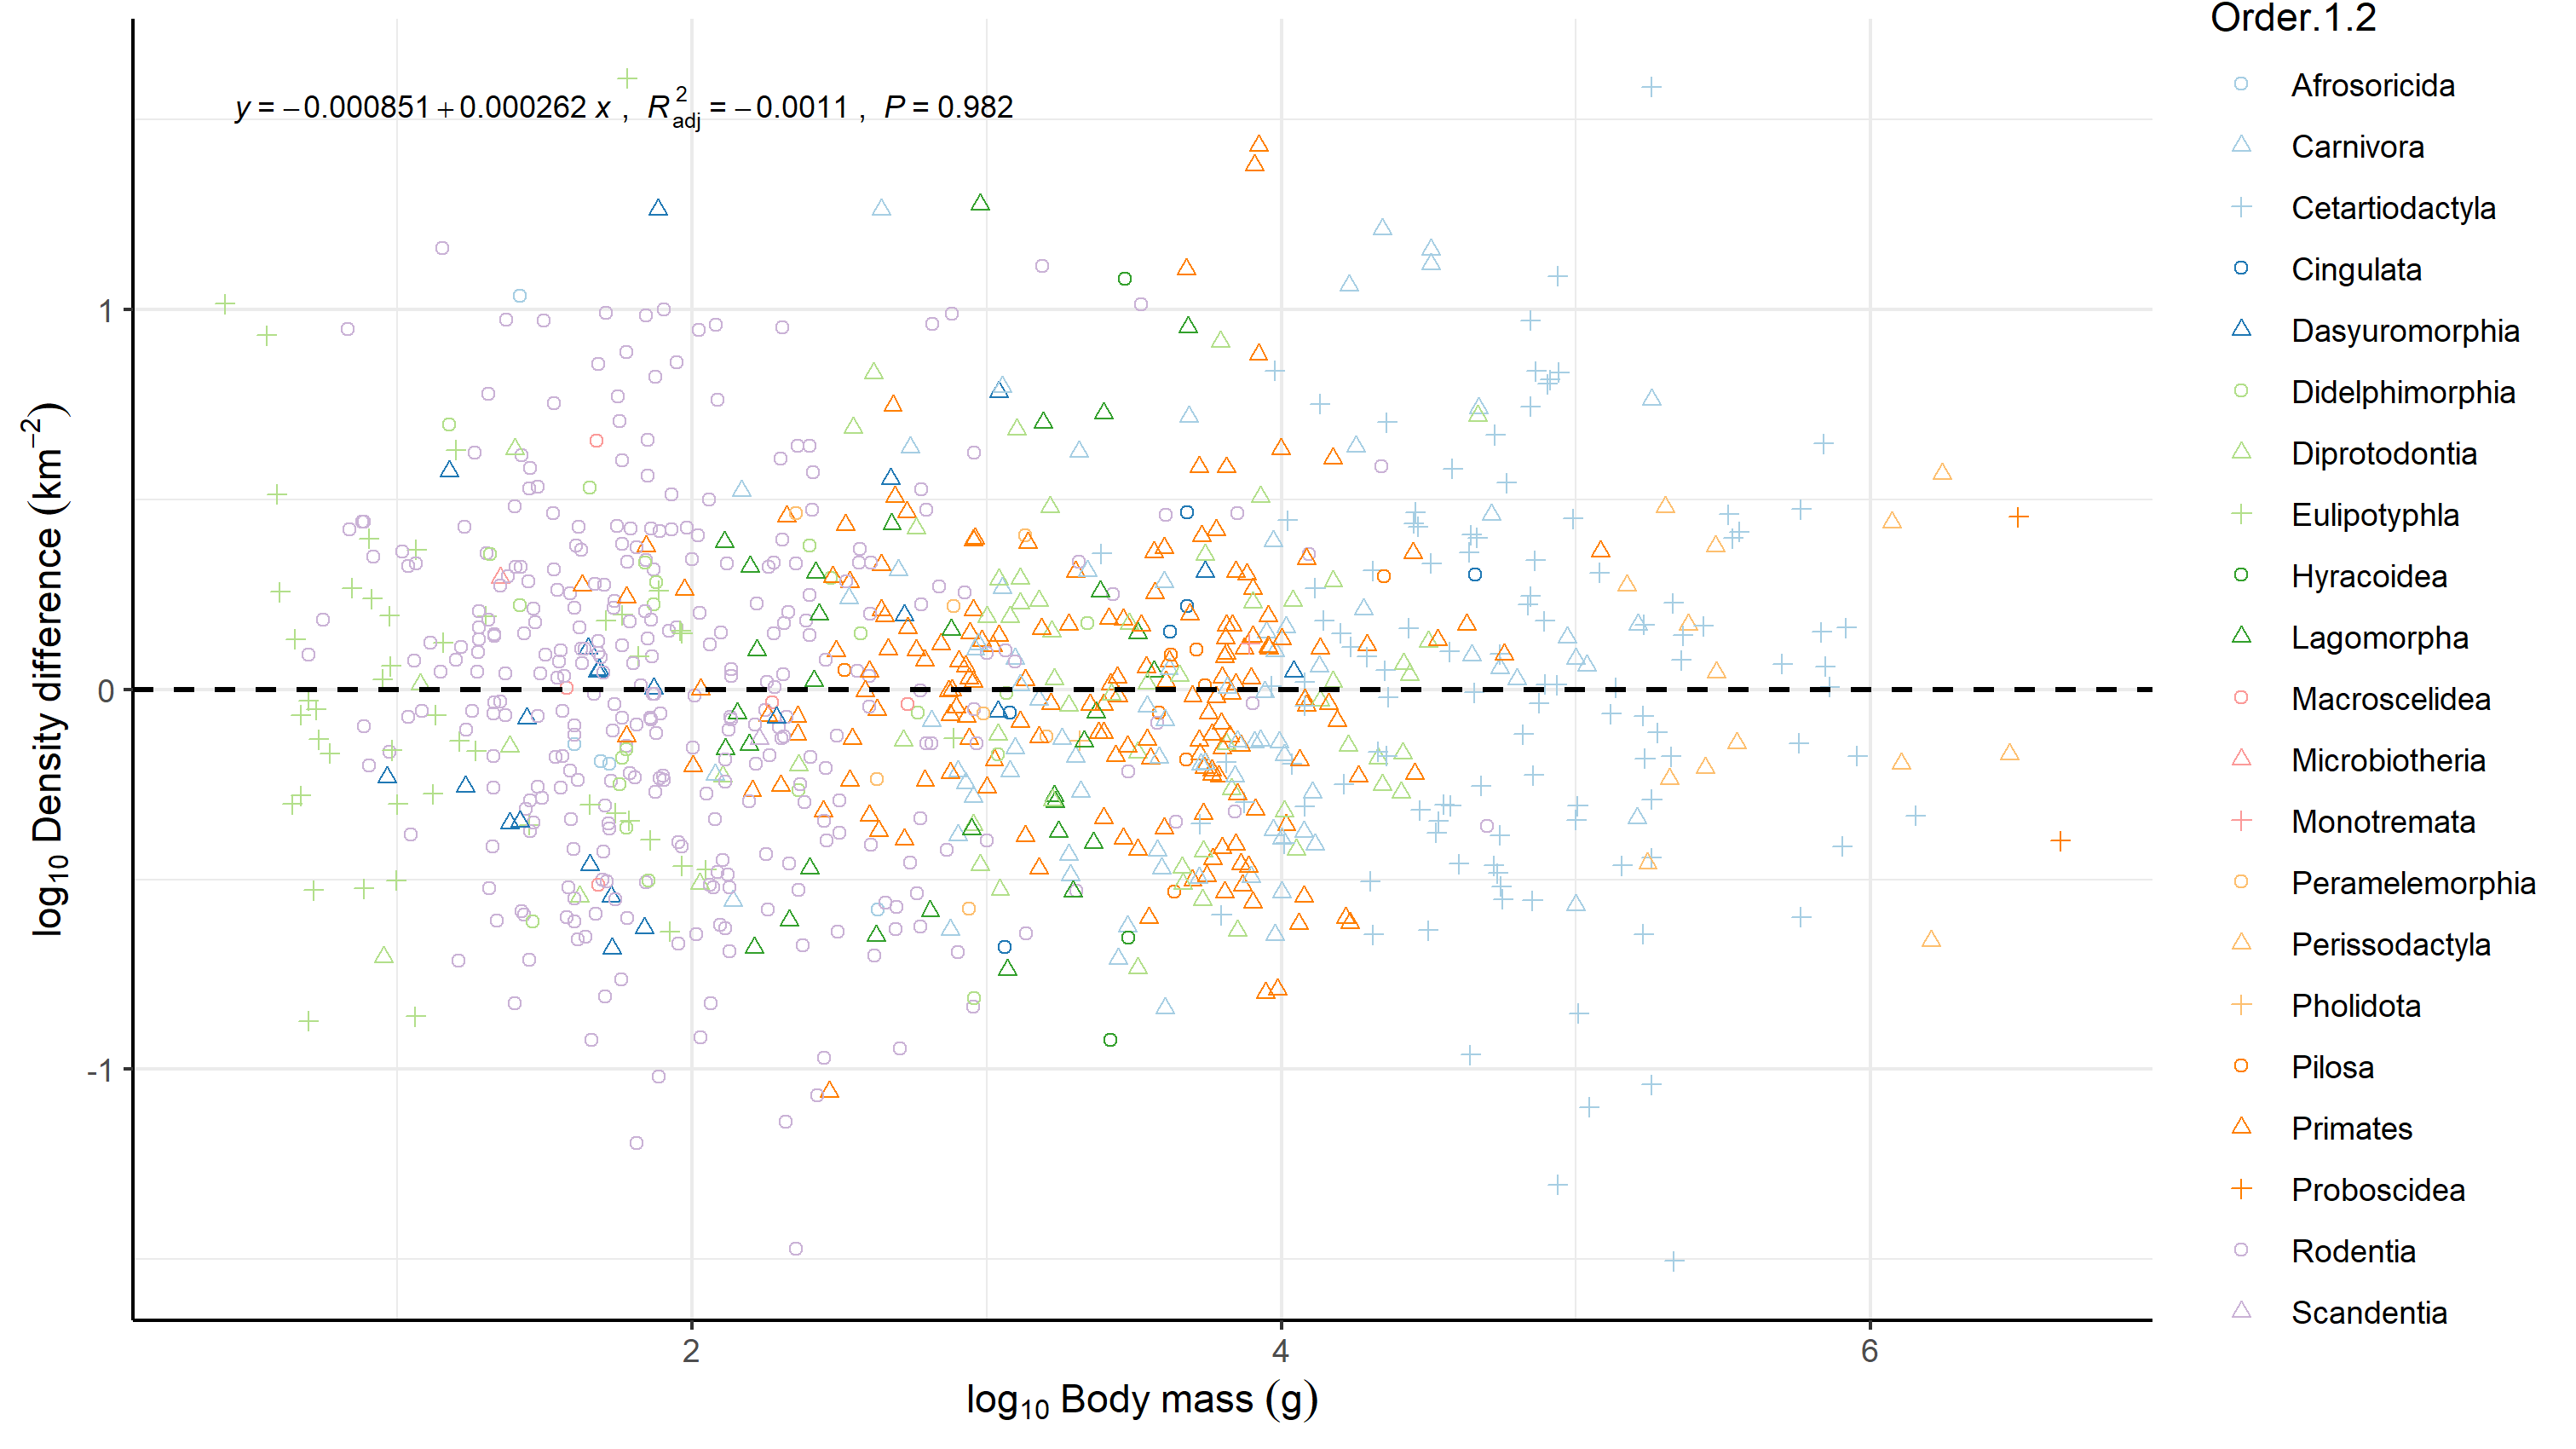 Order.1.2
y = −0.000851 + 0.000262 x , R²adj = −0.0011 , P = 0.982
Afrosoricida
Carnivora
Cetartiodactyla
Cingulata
Dasyuromorphia
Didelphimorphia
Diprotodontia
Eulipotyphla
Hyracoidea
Lagomorpha
Macroscelidea
Microbiotheria
Monotremata
Peramelemorphia
Perissodactyla
Pholidota
Pilosa
Primates
Proboscidea
Rodentia
Scandentia
log₁₀ Density difference (km⁻²)
1
0
-1
2 4 6
log₁₀ Body mass (g)